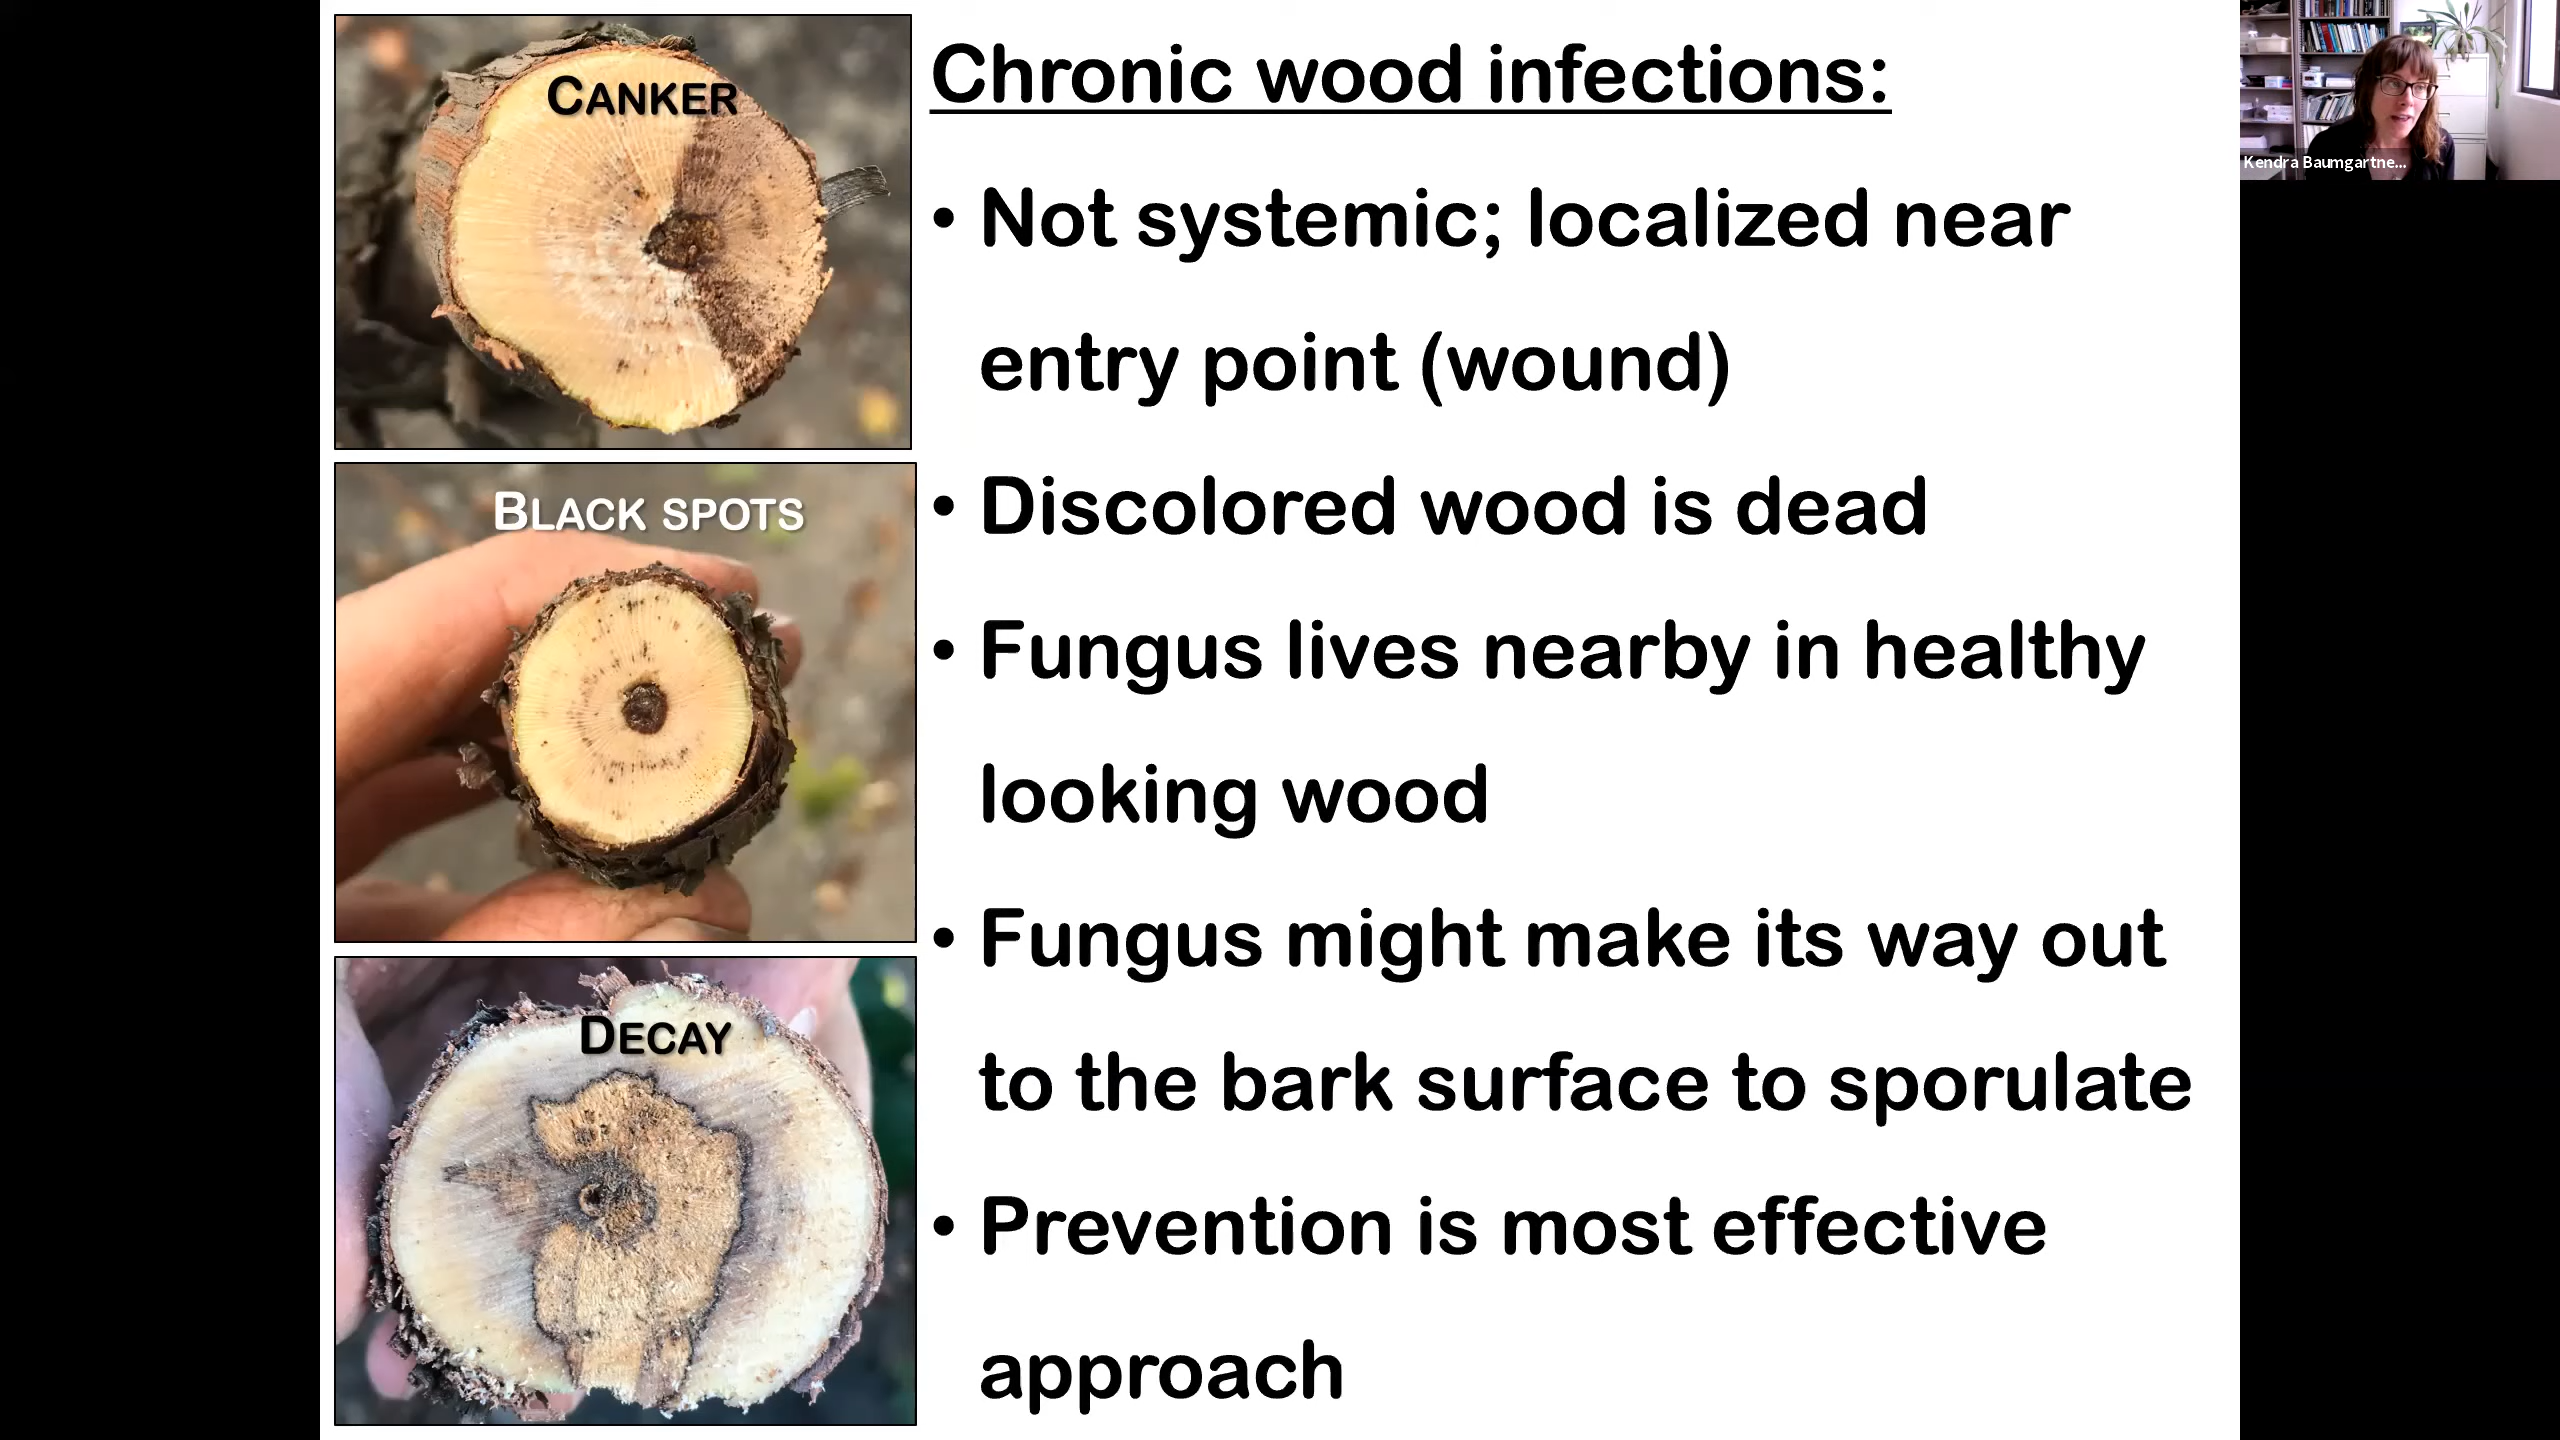 CANKER
BLACK SPOTS
DECAY
Chronic wood infections:
• Not systemic; localized near
entry point (wound)
• Discolored wood is dead
• Fungus lives nearby in healthy
looking wood
• Fungus might make its way out
to the bark surface to sporulate
• Prevention is most effective
approach
Kendra Baumgartne...